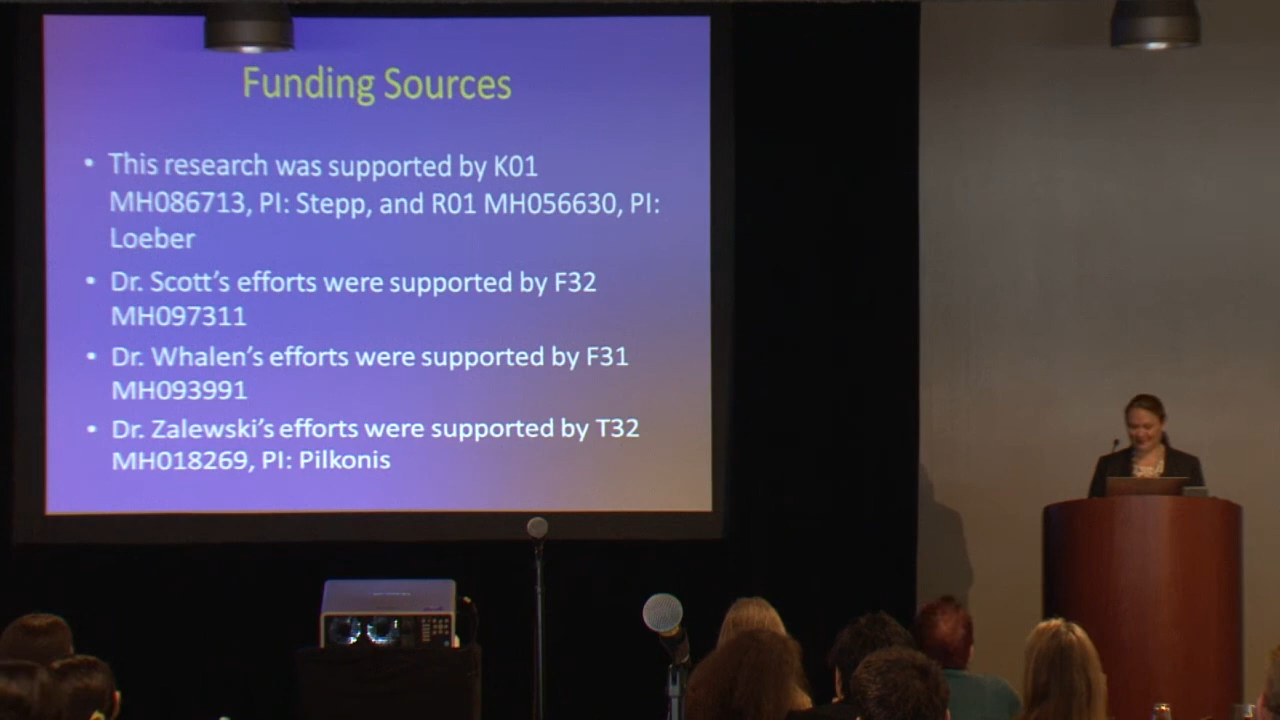 Funding Sources
• This research was supported by K01
MH086713, PI: Stepp, and R01 MH056630, PI:
Loeber
• Dr. Scott's efforts were supported by F32
MH097311
• Dr. Whalen's efforts were supported by F31
MH093991
• Dr. Zalewski's efforts were supported by T32
MH018269, PI: Pilkonis